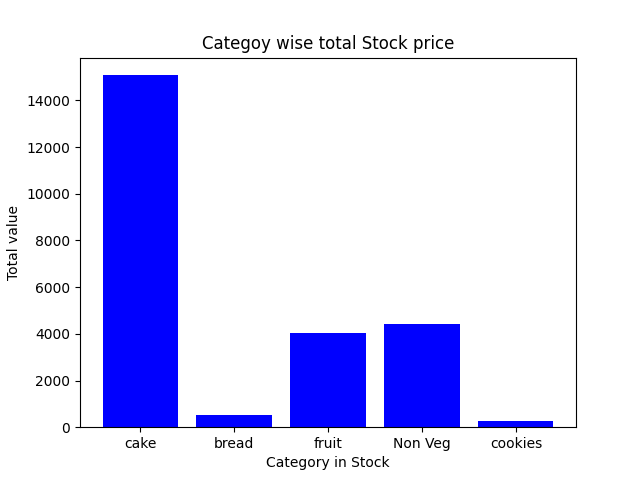 Categoy wise total Stock price
Total value
14000
12000
10000
8000
6000
4000
2000
0
cake bread fruit Non Veg cookies
Category in Stock